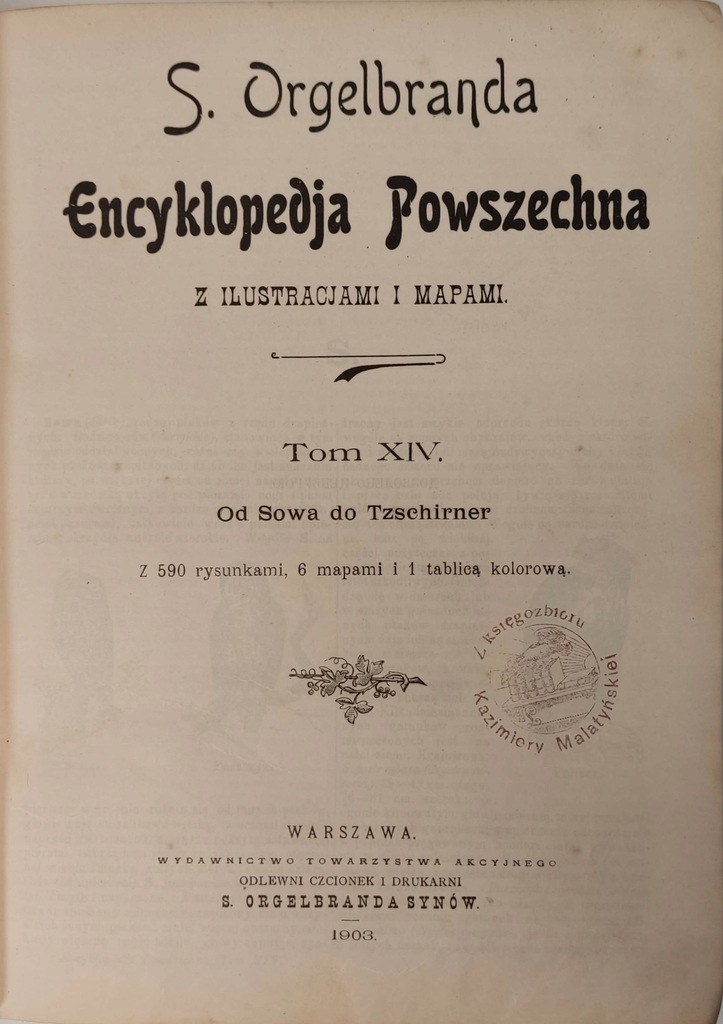 S. Orgelbranda
Encyklopedja Powszechna
Z ILUSTRACJAMI I MAPAMI.
Tom XIV.
Od Sowa do Tzschirner
Z 590 rysunkami, 6 mapami i 1 tablicą kolorową.
Z księgozbioru
Kazimiery Malatyńskiej
WARSZAWA.
WYDAWNICTWO TOWARZYSTWA AKCYJNEGO
ODLEWNI CZCIONEK I DRUKARNI
S. ORGELBRANDA SYNÓW.
1903.